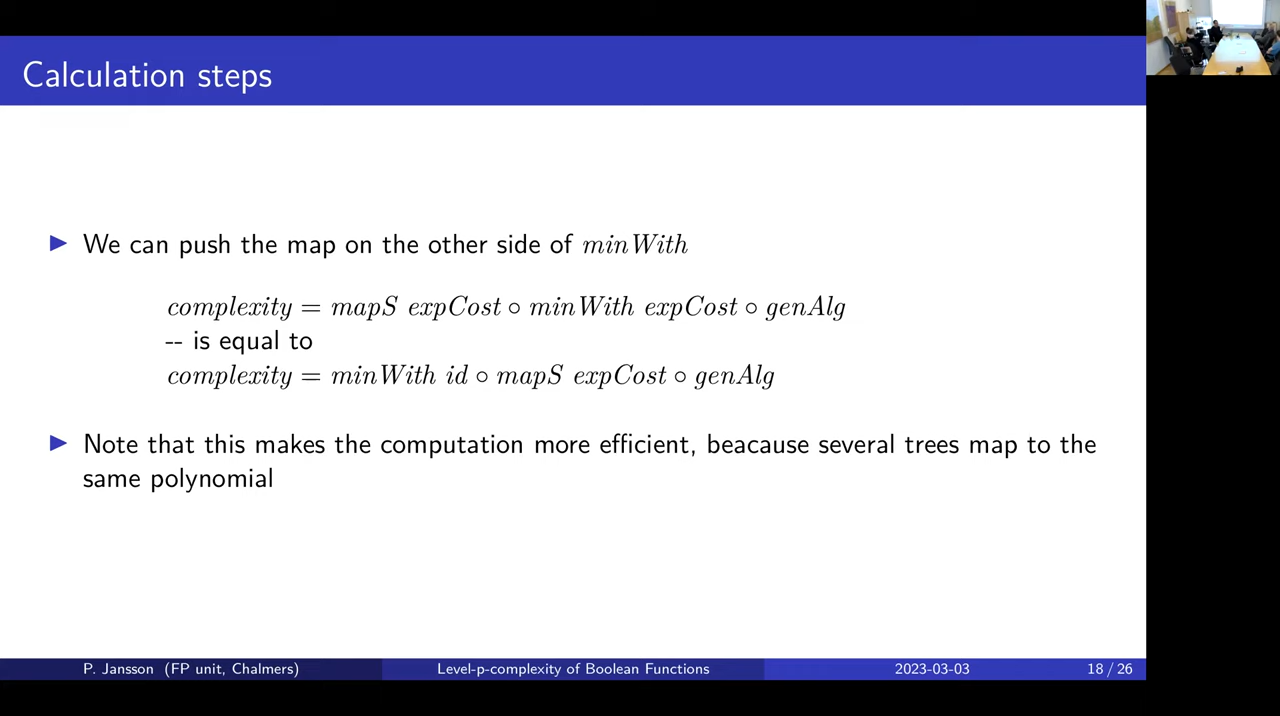 Calculation steps
▶ We can push the map on the other side of minWith
complexity = mapS expCost ∘ minWith expCost ∘ genAlg
-- is equal to
complexity = minWith id ∘ mapS expCost ∘ genAlg
▶ Note that this makes the computation more efficient, beacause several trees map to the
same polynomial
P. Jansson (FP unit, Chalmers) Level-p-complexity of Boolean Functions 2023-03-03 18 / 26